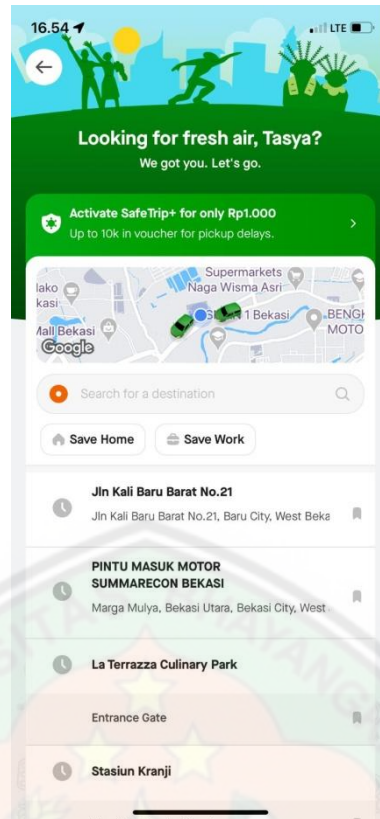 16.54
LTE
Looking for fresh air, Tasya?
We got you. Let's go.
Activate SafeTrip+ for only Rp1.000
Up to 10k in voucher for pickup delays.
Supermarkets
Naga Wisma Asri
lako
kasi
1 Bekasi
BENGK
MOTO
Mall Bekasi
Google
Search for a destination
Save Home
Save Work
Jln Kali Baru Barat No.21
Jln Kali Baru Barat No.21, Baru City, West Beka
PINTU MASUK MOTOR
SUMMARECON BEKASI
Marga Mulya, Bekasi Utara, Bekasi City, West
La Terrazza Culinary Park
Entrance Gate
Stasiun Kranji